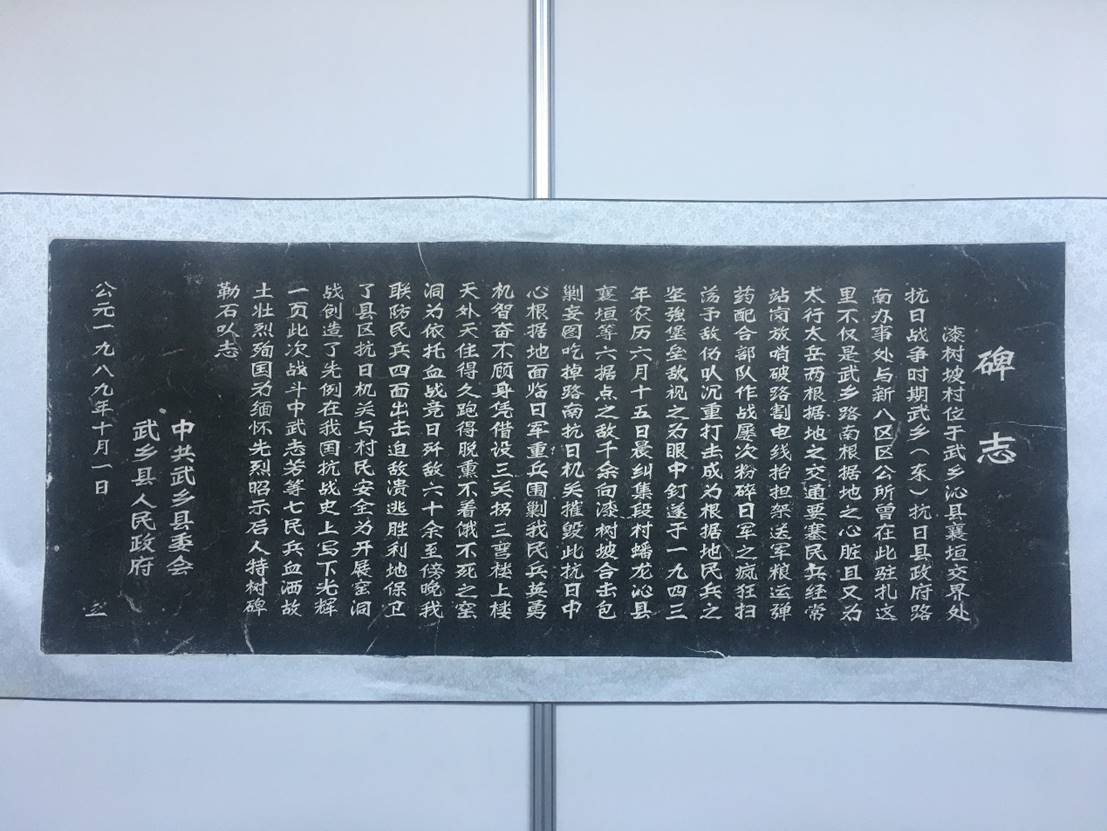 碑志
漆树坡村位于武乡沁县襄垣交界处
抗日战争时期武乡（东）抗日县政府路
南办事处与新八区区公所曾在此驻扎这
里不仅是武乡路南根据地之心脏且又为
太行太岳两根据地之交通要塞民兵经常
站岗放哨破路割电线抬担架送军粮运弹
药配合部队作战屡次粉碎日军之疯狂扫
荡予敌伪以沉重打击成为根据地民兵之
坚強堡垒敌视之为眼中钉遂于一九四三
年农历六月十五日晨纠集段村蟠龙沁县
襄垣等六据点之敌千余向漆树坡合击包
剿妄图吃掉路南抗日机关摧毁此抗日中
心根据地面临日军重兵围剿我民兵英勇
机智奋不顾身凭借设三关拐三弯楼上楼
天外天住得久跑得脱熏不着饿不死之窑
洞为依托血战竟日歼敌六十余至傍晚我
联防民兵四面出击迫敌溃逃胜利地保卫
了县区抗日机关与村民安全为开展窑洞
战创造了先例在我国抗战史上写下光辉
一页此次战斗中武志芳等七民兵血洒故
土壮烈殉国为缅怀先烈昭示后人特树碑
勒石以志
中共武乡县委会
武乡县人民政府
立
公元一九八九年十月一日